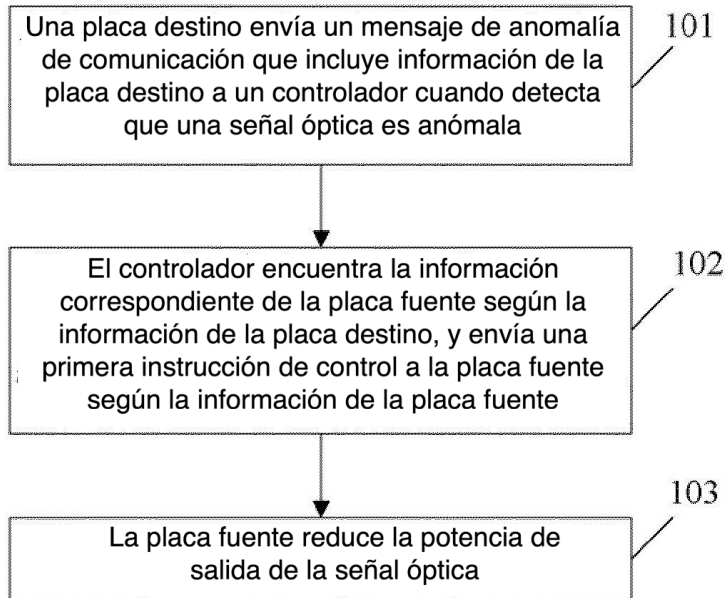 Una placa destino envía un mensaje de anomalía
de comunicación que incluye información de la
placa destino a un controlador cuando detecta
que una señal óptica es anómala
101
El controlador encuentra la información
correspondiente de la placa fuente según la
información de la placa destino, y envía una
primera instrucción de control a la placa fuente
según la información de la placa fuente
102
La placa fuente reduce la potencia de
salida de la señal óptica
103